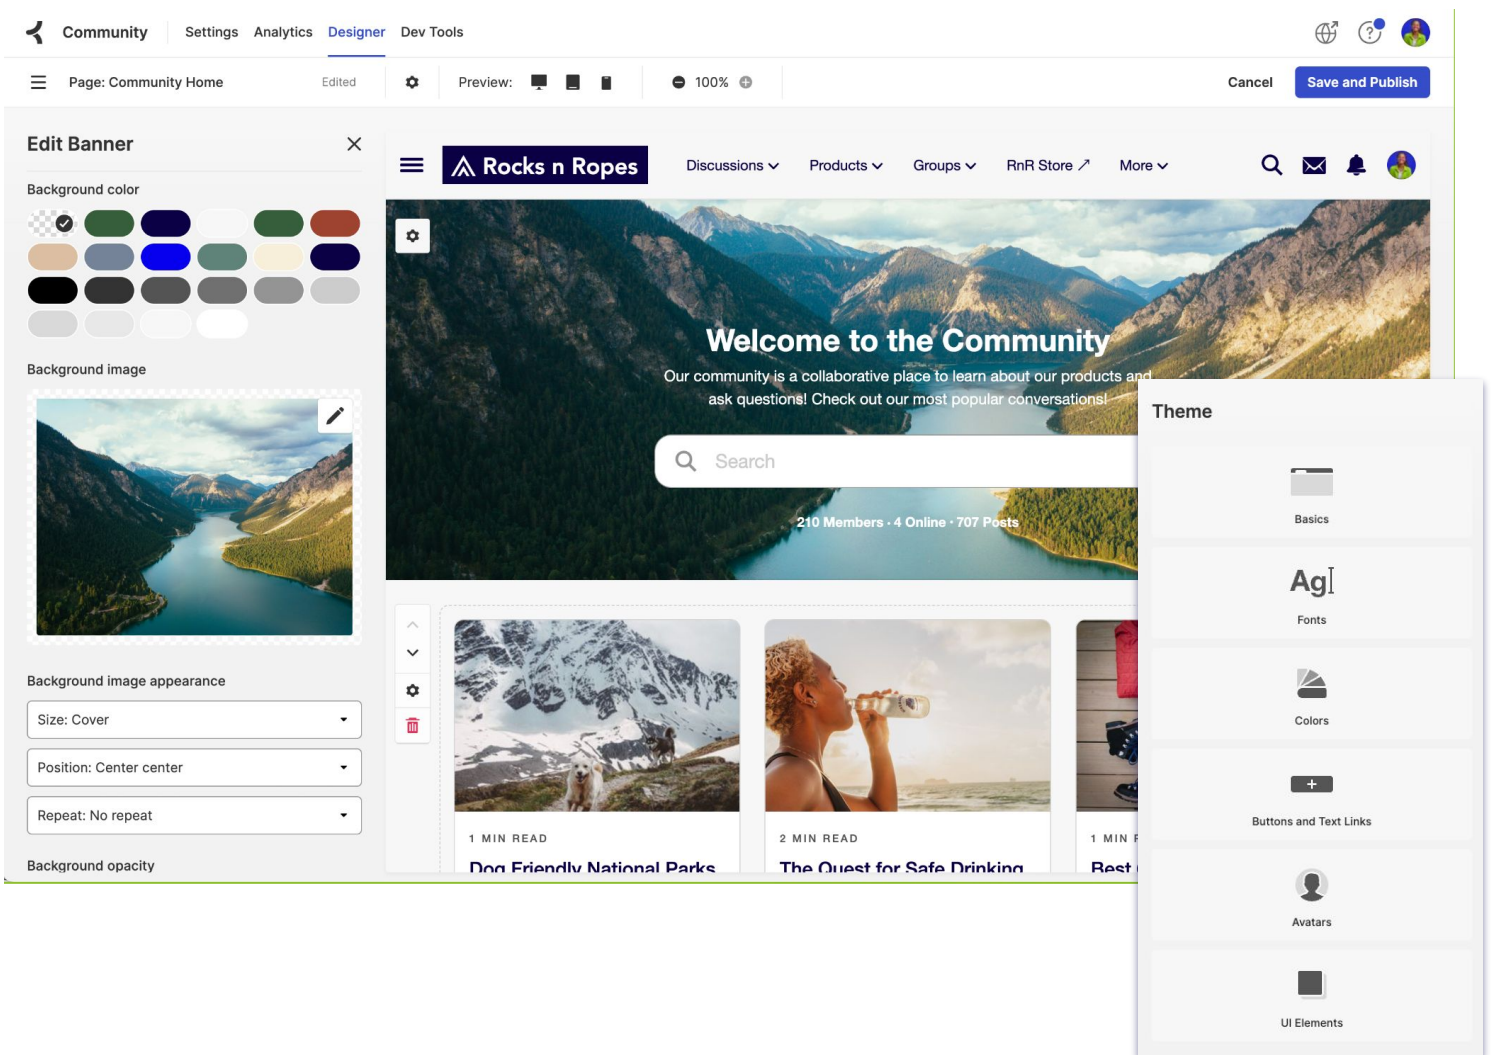 Community
Settings Analytics Designer Dev Tools
Page: Community Home
Edited
Preview:
100%
Cancel
Save and Publish
Edit Banner
Background color
Background image
Background image appearance
Size: Cover
Position: Center center
Repeat: No repeat
Background opacity
Rocks n Ropes
Discussions Products Groups RnR Store More
Welcome to the Community
Our community is a collaborative place to learn about our products and
ask questions! Check out our most popular conversations!
Search
210 Members · 4 Online · 707 Posts
1 MIN READ
Dog Friendly National Parks
2 MIN READ
The Quest for Safe Drinking
1 MIN
Best
Theme
Basics
Ag
Fonts
Colors
Buttons and Text Links
Avatars
UI Elements